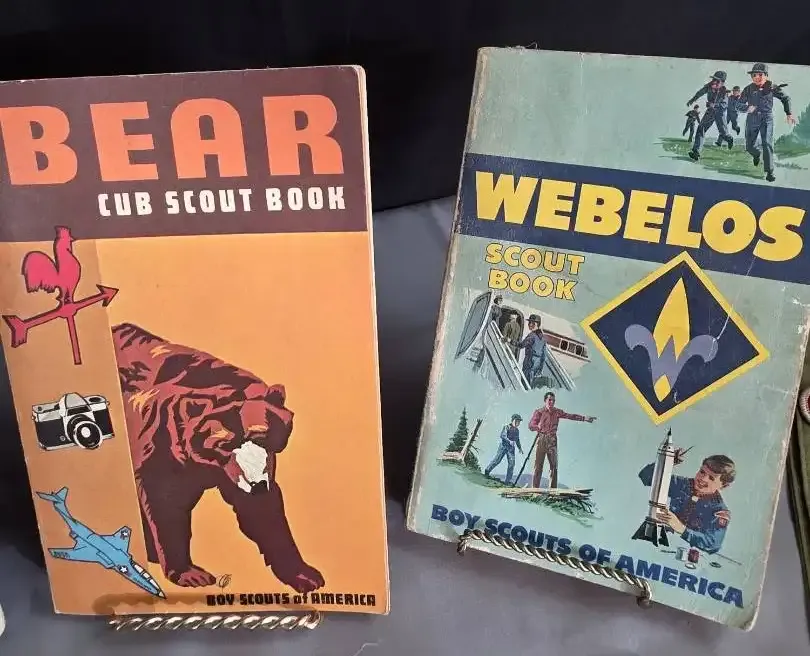 BEAR
CUB SCOUT BOOK
BOY SCOUTS of AMERICA
WEBELOS
SCOUT
BOOK
W
BOY SCOUTS OF AMERICA